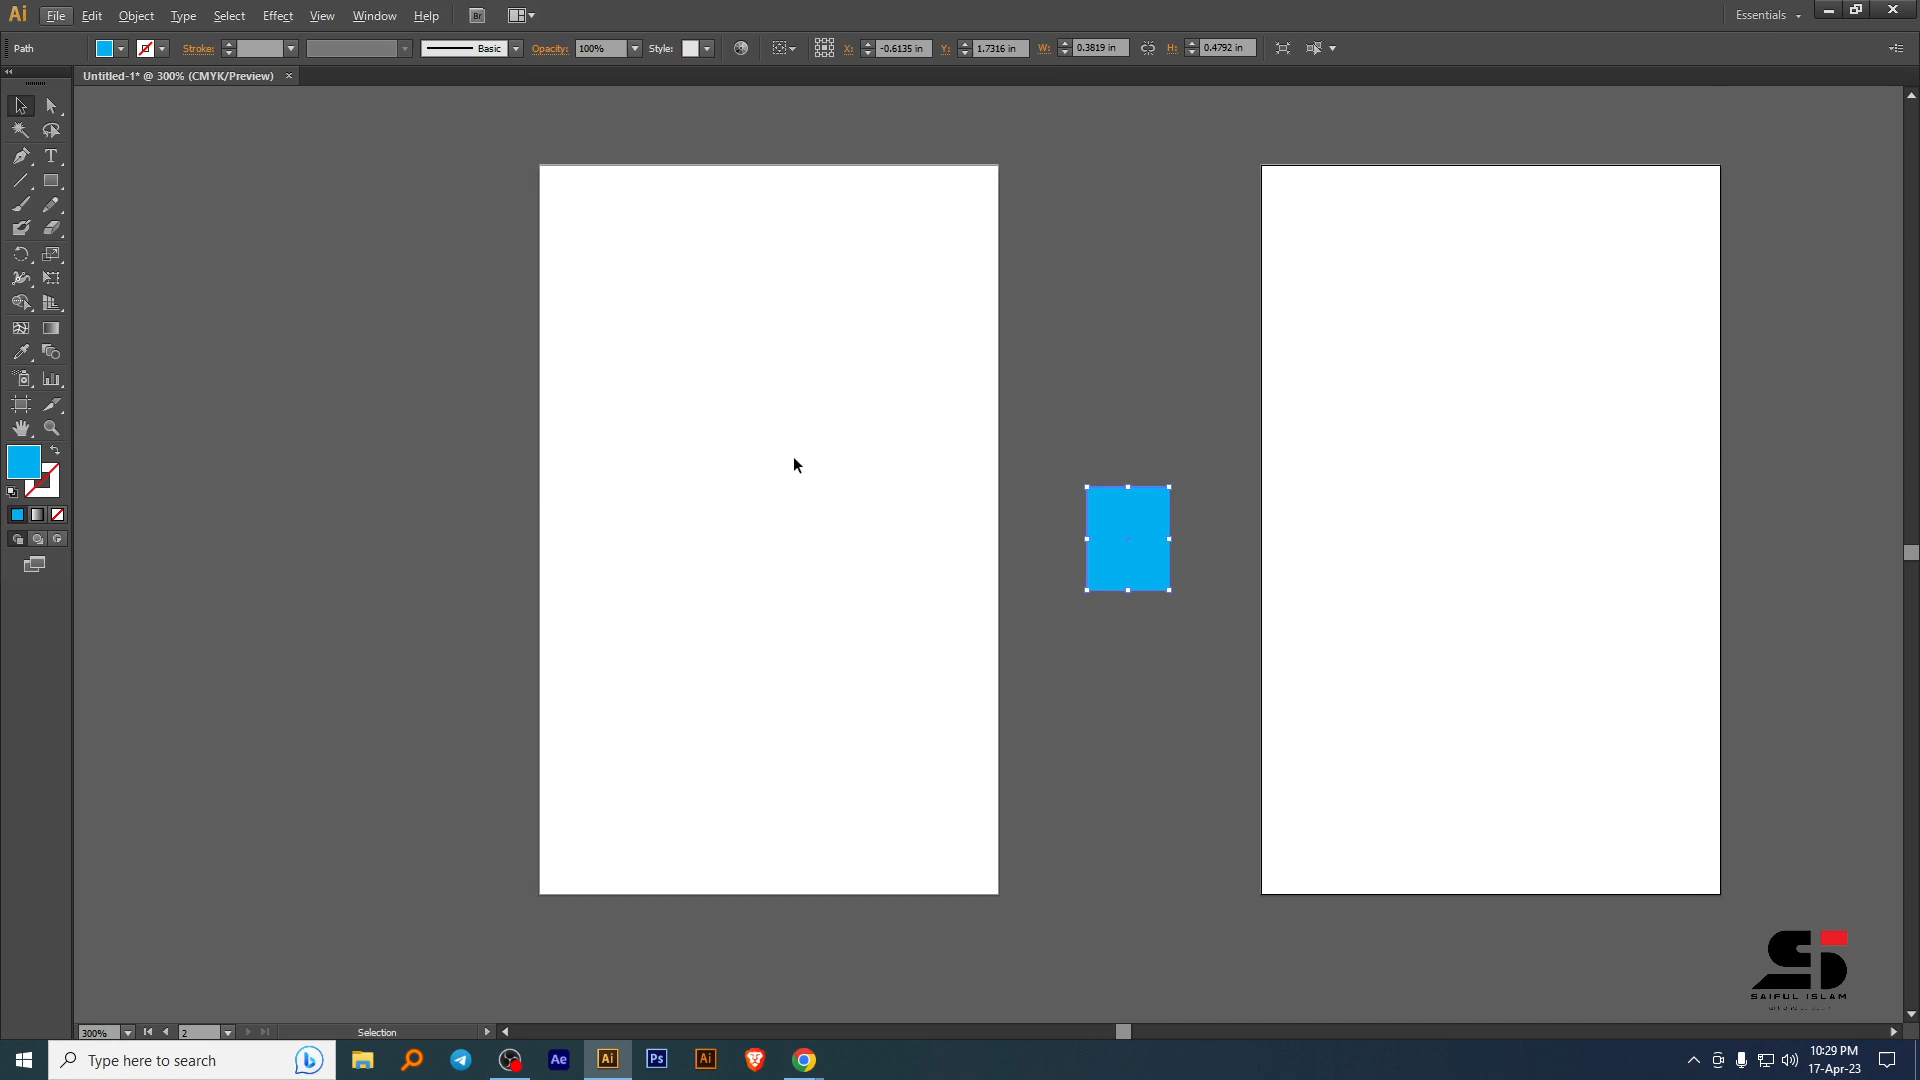 Ai File Edit Object Type Select Effect View Window Help Br Essentials
Path Stroke: Basic Opacity: 100% Style: X: -0.6135 in Y: 1.7316 in W: 0.3819 in H: 0.4792 in
Untitled-1* @ 300% (CMYK/Preview) ×
T
SAIFUL ISLAM
300% 2 Selection
Type here to search Ae Ai Ps Ai 10:29 PM
17-Apr-23